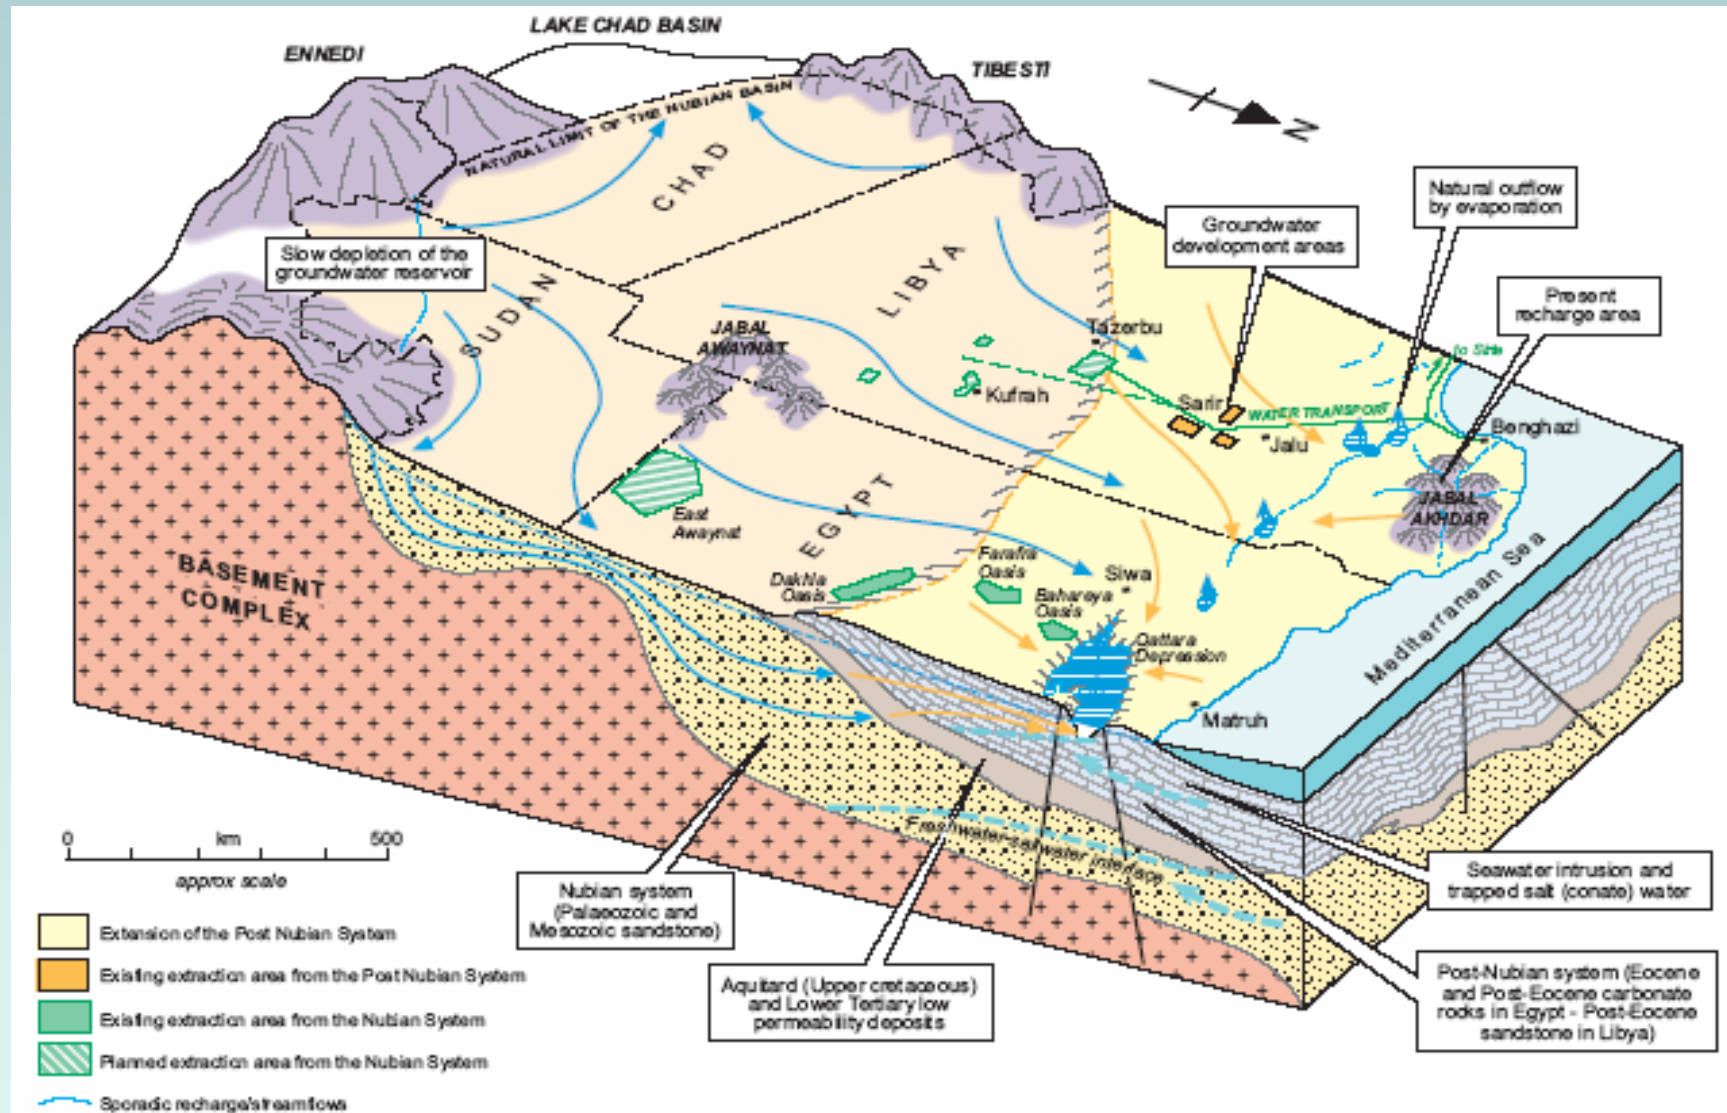 LAKE CHAD BASIN
ENNEDI
TIBESTI
N
NATURAL LIMIT OF THE NUBIAN BASIN
CHAD
Natural outflow
by evaporation
Groundwater
development areas
Slow depletion of the
groundwater reservoir
Present
recharge area
SUDAN
LIBYA
JABAL
AWAYNAT
Tazerbu
to Sirte
Kufrah
Sarir
WATER TRANSPORT
Jalu
Benghazi
JABAL
AKHDAR
East
Awaynat
EGYPT
Dakhla
Oasis
Farafra
Oasis
Siwa
Bahareya
Oasis
Qattara
Depression
Matruh
Mediterranean Sea
BASEMENT
COMPLEX
Freshwater-saltwater interface
0 km 500
approx scale
Nubian system
(Palaeozoic and
Mesozoic sandstone)
Aquitard (Upper cretaceous)
and Lower Tertiary low
permeability deposits
Seawater intrusion and
trapped salt (conate) water
Post-Nubian system (Eocene
and Post-Eocene carbonate
rocks in Egypt - Post-Eocene
sandstone in Libya)
Extension of the Post Nubian System
Existing extraction area from the Post Nubian System
Existing extraction area from the Nubian System
Planned extraction area from the Nubian System
Sporadic recharge/streamflows